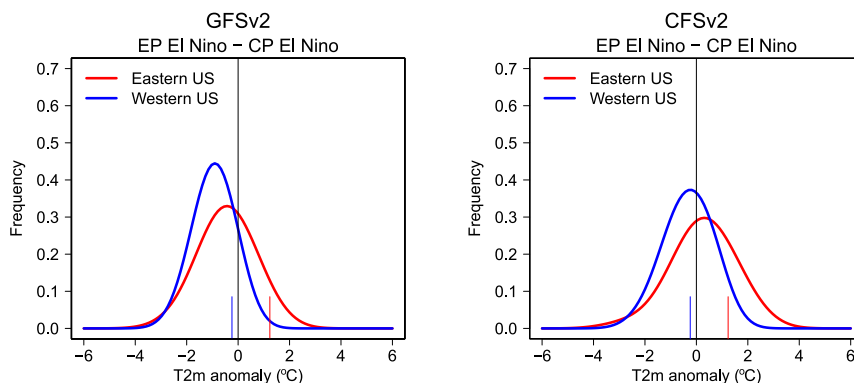 GFSv2
EP El Nino − CP El Nino
0.7
0.6
0.5
0.4
0.3
0.2
0.1
0.0
Frequency
Eastern US
Western US
−6 −4 −2 0 2 4 6
T2m anomaly (ºC)
CFSv2
EP El Nino − CP El Nino
0.7
0.6
0.5
0.4
0.3
0.2
0.1
0.0
Frequency
Eastern US
Western US
−6 −4 −2 0 2 4 6
T2m anomaly (ºC)